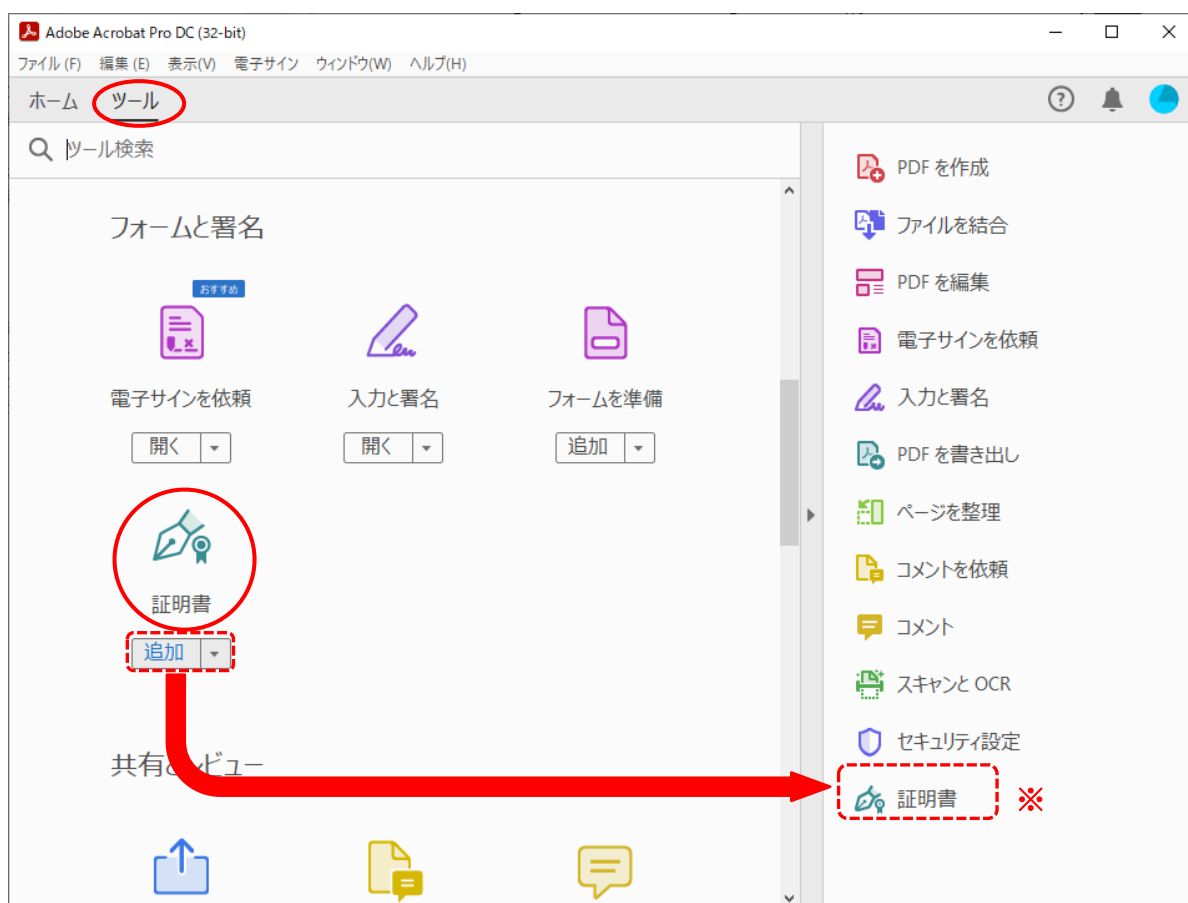 Adobe Acrobat Pro DC (32-bit)
ファイル (F) 編集 (E) 表示(V) 電子サイン ウィンドウ(W) ヘルプ(H)
ホーム ツール
ツール検索
フォームと署名
おすすめ
電子サインを依頼 入力と署名 フォームを準備
開く 開く 追加
証明書
追加
共有とレビュー
PDF を作成
ファイルを結合
PDF を編集
電子サインを依頼
入力と署名
PDF を書き出し
ページを整理
コメントを依頼
コメント
スキャンと OCR
セキュリティ設定
証明書 ※